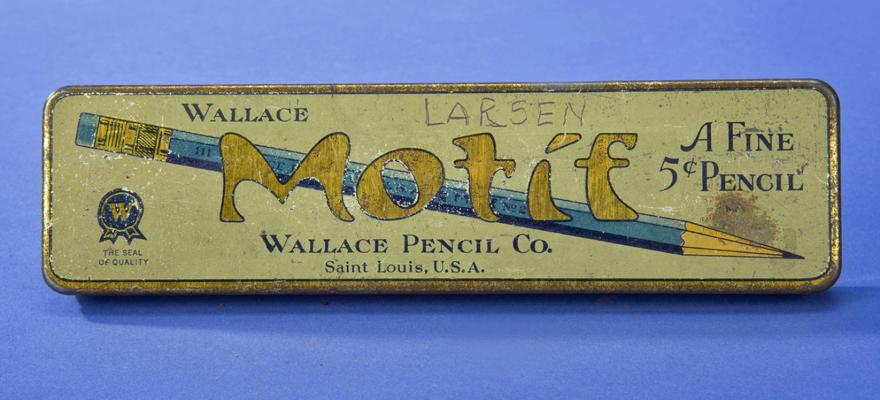 WALLACE
LARSEN
Motif
A FINE
5¢ PENCIL
W
THE SEAL
OF QUALITY
WALLACE PENCIL CO.
Saint Louis, U.S.A.